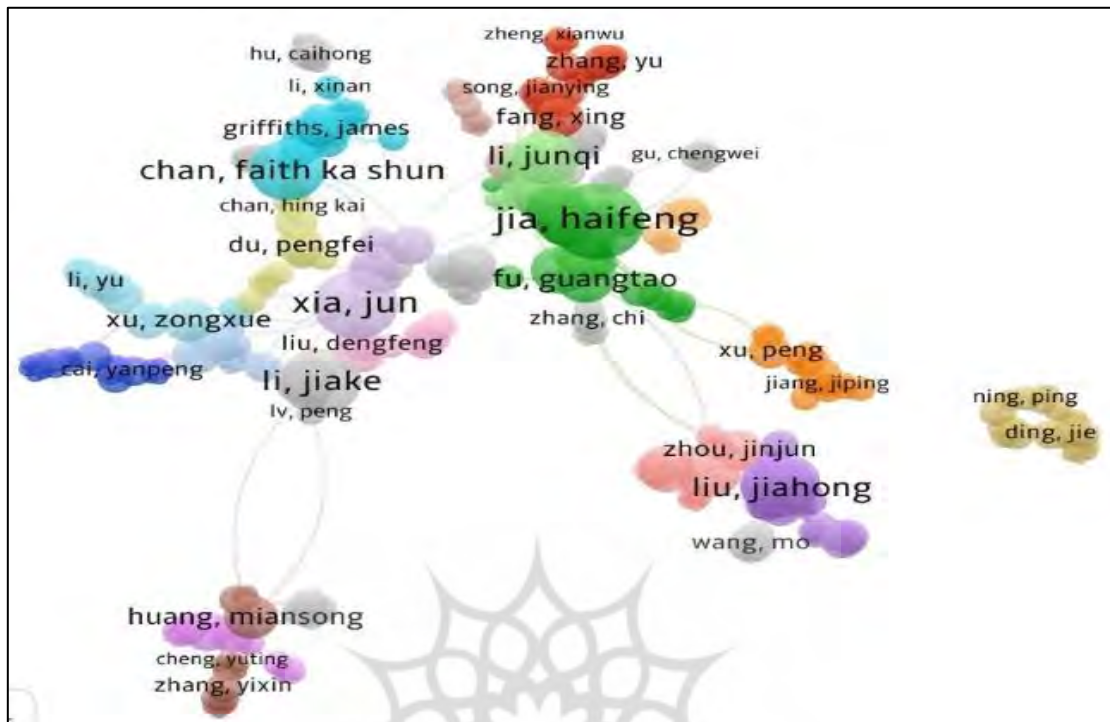 zheng, xianwu
hu, caihong
zhang, yu
li, xinan
song, jianying
griffiths, james
fang, xing
chan, faith ka shun
li, junqi
gu, chengwei
chan, hing kai
jia, haifeng
du, pengfei
li, yu
fu, guangtao
xia, jun
xu, zongxue
zhang, chi
liu, dengfeng
xu, peng
cai, yanpeng
li, jiake
jiang, jiping
lv, peng
ning, ping
ding, jie
zhou, jinjun
liu, jiahong
wang, mo
huang, miansong
cheng, yuting
zhang, yixin